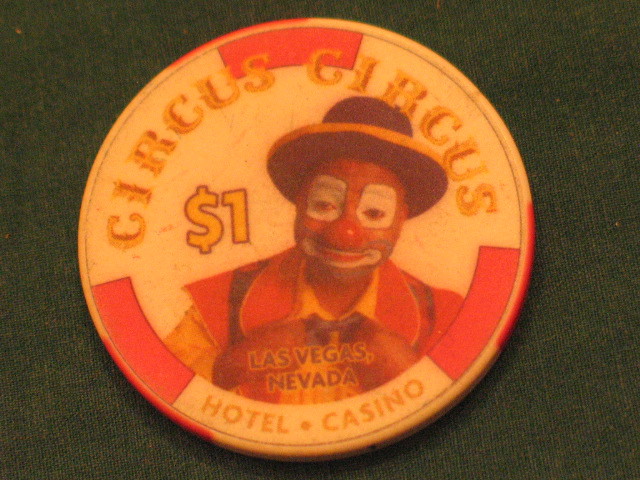 CIRCUS CIRCUS
$1
LAS VEGAS,
NEVADA
HOTEL • CASINO